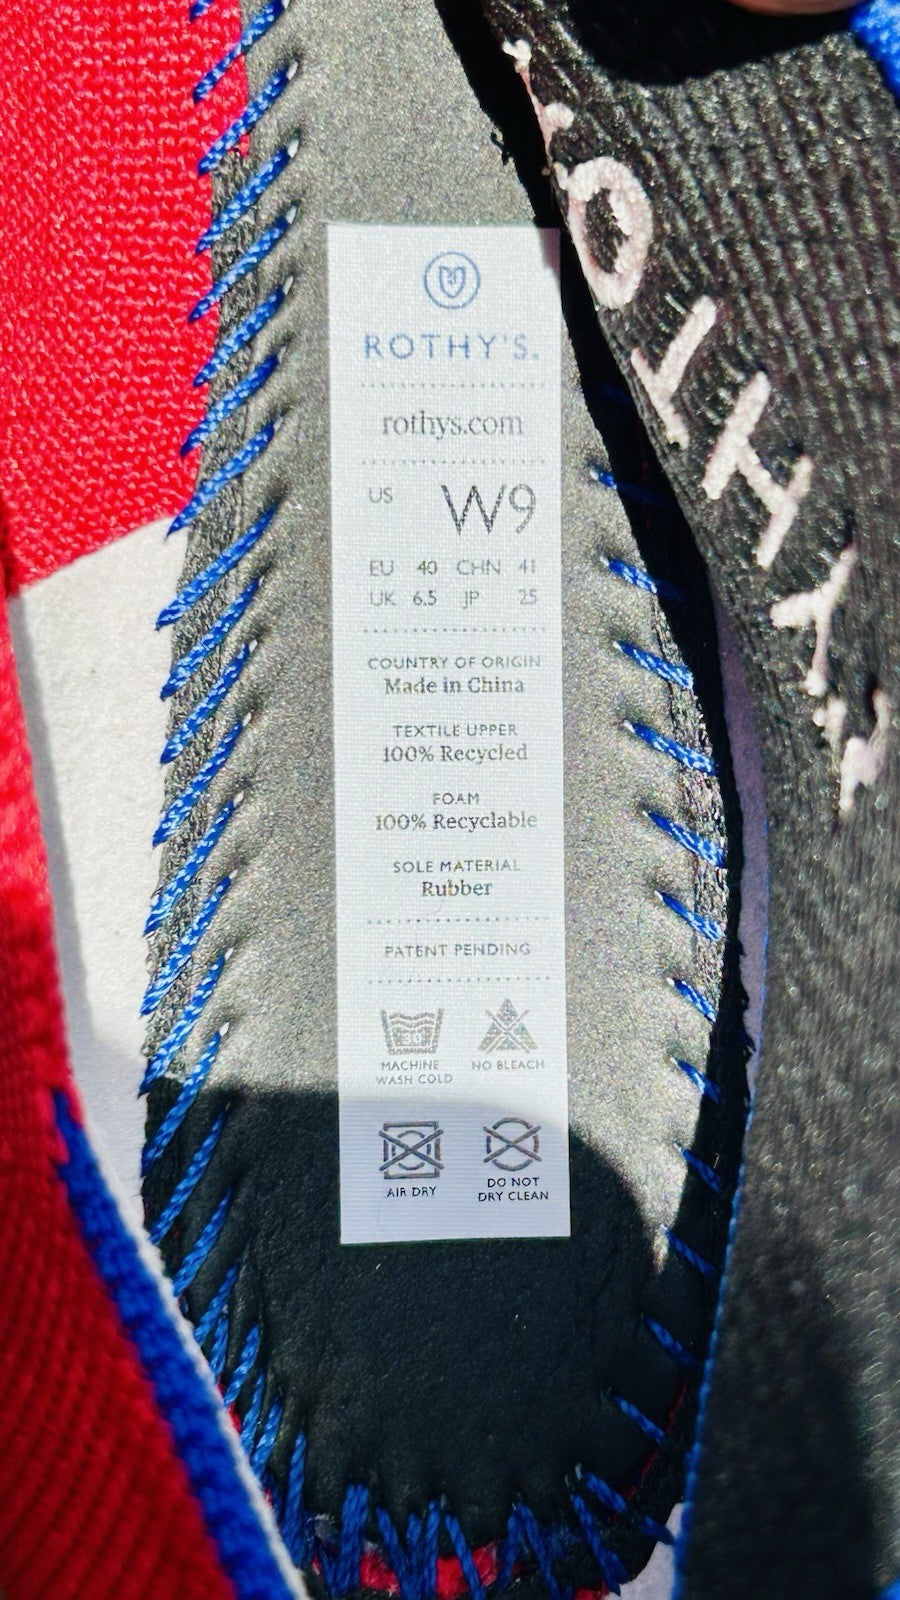 ROTHY'S.
rothys.com
US W9
EU 40 CHN 41
UK 6.5 JP 25
COUNTRY OF ORIGIN
Made in China
TEXTILE UPPER
100% Recycled
FOAM
100% Recyclable
SOLE MATERIAL
Rubber
PATENT PENDING
30°
MACHINE
WASH COLD
NO BLEACH
AIR DRY
DO NOT
DRY CLEAN
ROTHY'S